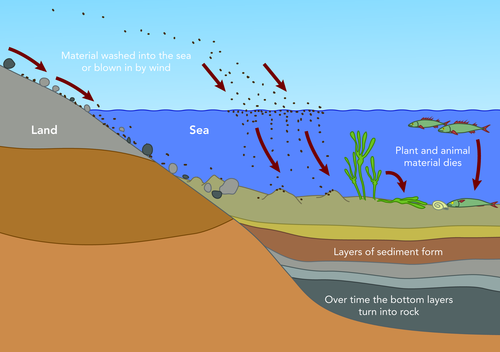 Material washed into the sea
or blown in by wind
Land
Sea
Plant and animal
material dies
Layers of sediment form
Over time the bottom layers
turn into rock